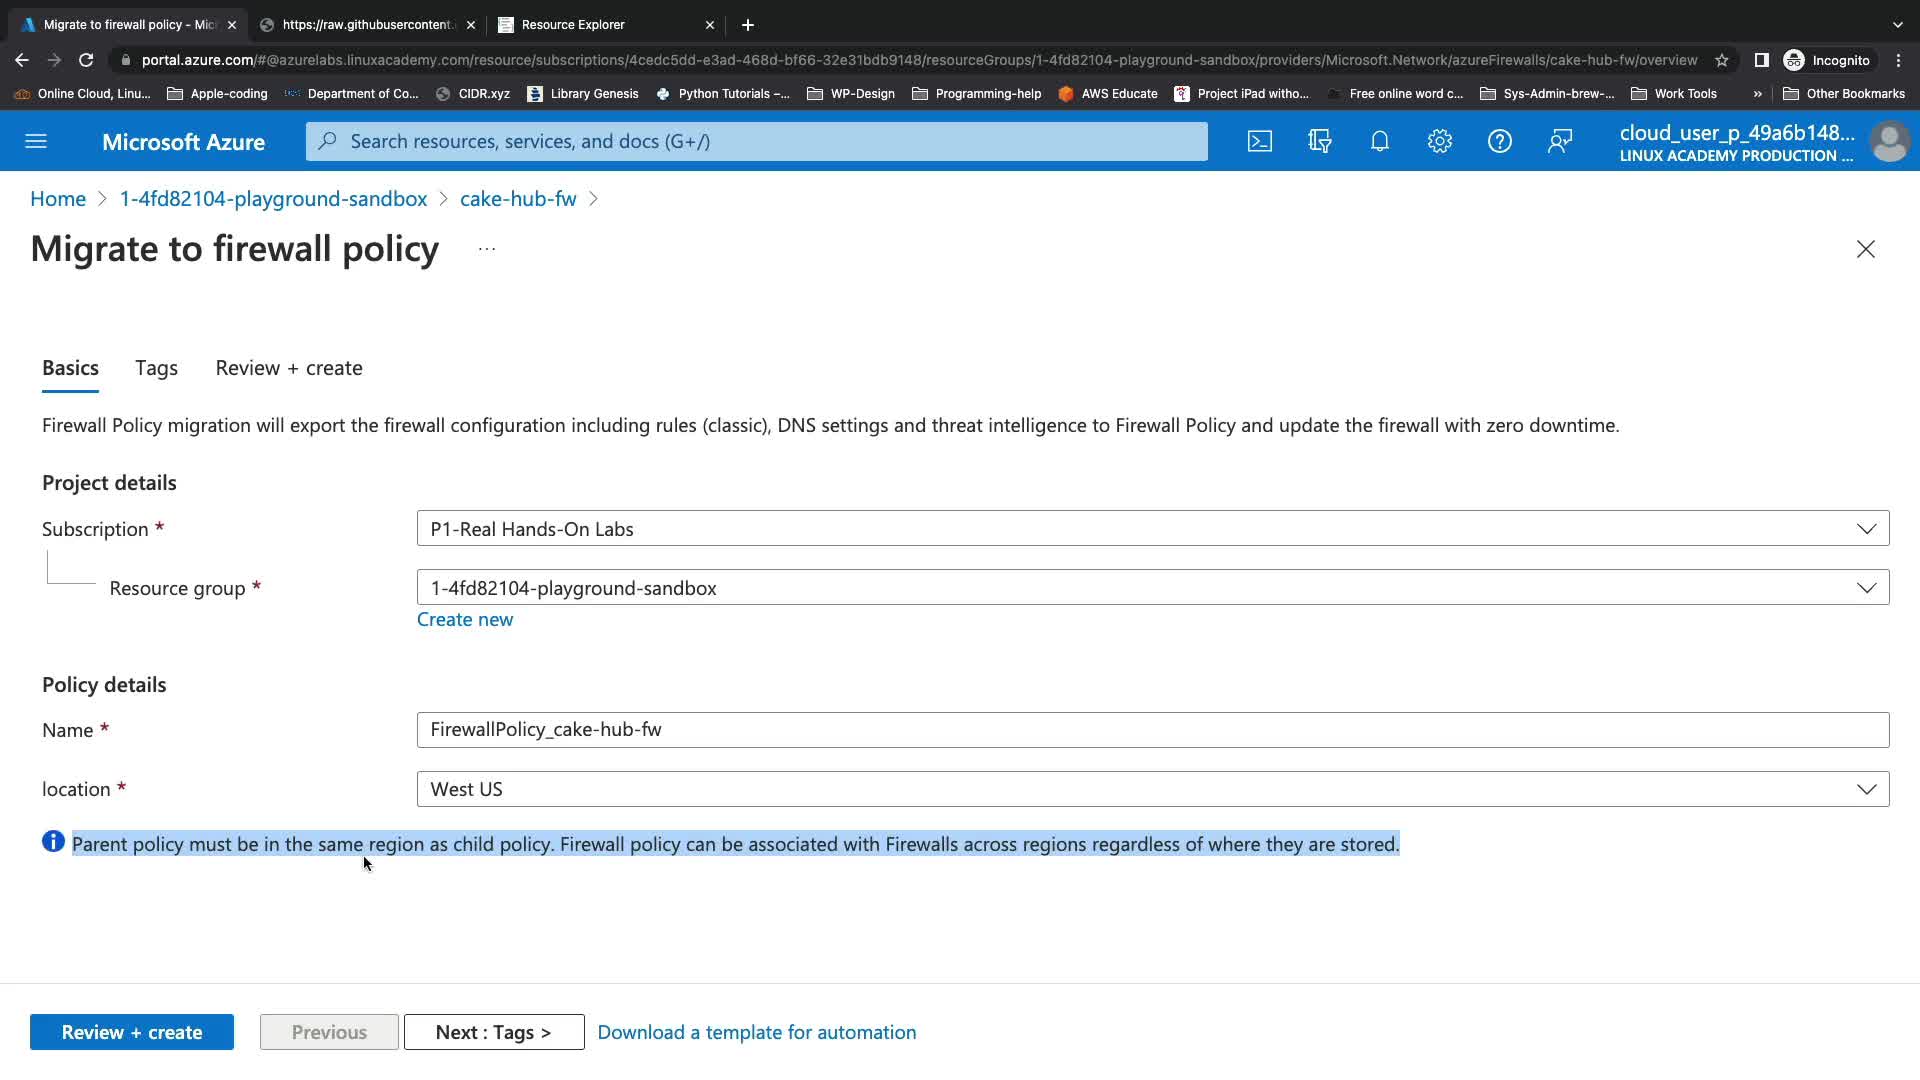 Migrate to firewall policy - Mic
https://raw.githubusercontent.
Resource Explorer
portal.azure.com/#@azurelabs.linuxacademy.com/resource/subscriptions/4cedc5dd-e3ad-468d-bf66-32e31bdb9148/resourceGroups/1-4fd82104-playground-sandbox/providers/Microsoft.Network/azureFirewalls/cake-hub-fw/overview
Incognito
Online Cloud, Linu...
Apple-coding
Department of Co...
CIDR.xyz
Library Genesis
Python Tutorials –...
WP-Design
Programming-help
AWS Educate
Project iPad witho...
Free online word c...
Sys-Admin-brew-...
Work Tools
»
Other Bookmarks
Microsoft Azure
Search resources, services, and docs (G+/)
cloud_user_p_49a6b148...
LINUX ACADEMY PRODUCTION ...
Home > 1-4fd82104-playground-sandbox > cake-hub-fw >
Migrate to firewall policy ...
Basics
Tags
Review + create
Firewall Policy migration will export the firewall configuration including rules (classic), DNS settings and threat intelligence to Firewall Policy and update the firewall with zero downtime.
Project details
Subscription *
P1-Real Hands-On Labs
Resource group *
1-4fd82104-playground-sandbox
Create new
Policy details
Name *
FirewallPolicy_cake-hub-fw
location *
West US
Parent policy must be in the same region as child policy. Firewall policy can be associated with Firewalls across regions regardless of where they are stored.
Review + create
Previous
Next : Tags >
Download a template for automation